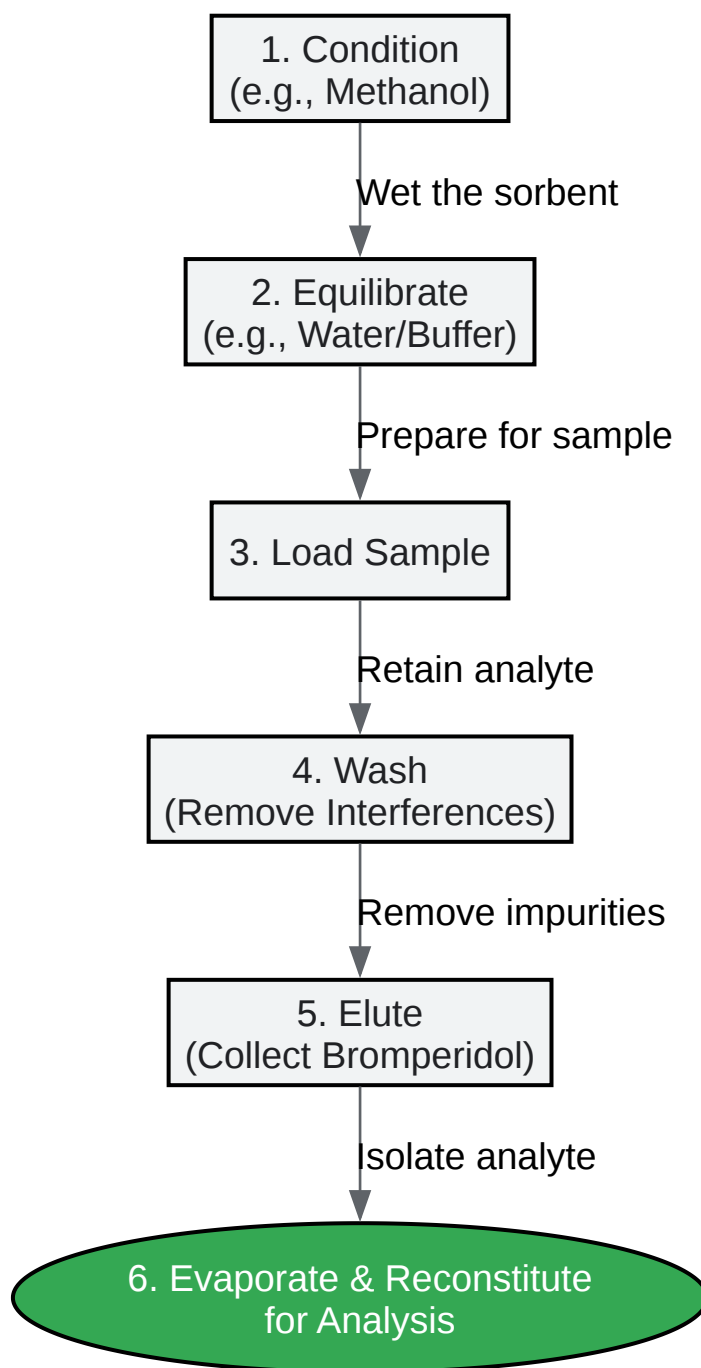 1. Condition
(e.g., Methanol)
Wet the sorbent
2. Equilibrate
(e.g., Water/Buffer)
Prepare for sample
3. Load Sample
Retain analyte
4. Wash
(Remove Interferences)
Remove impurities
5. Elute
(Collect Bromperidol)
Isolate analyte
6. Evaporate & Reconstitute
for Analysis